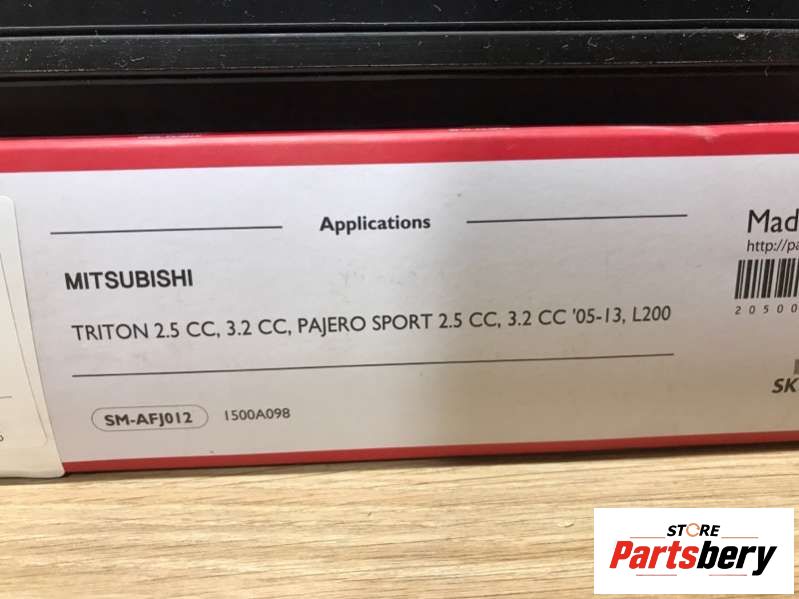 Applications
Mad
http://pa
MITSUBISHI
20500
TRITON 2.5 CC, 3.2 CC, PAJERO SPORT 2.5 CC, 3.2 CC '05-13, L200
SK
SM-AFJ012 1500A098
STORE
Partsbery